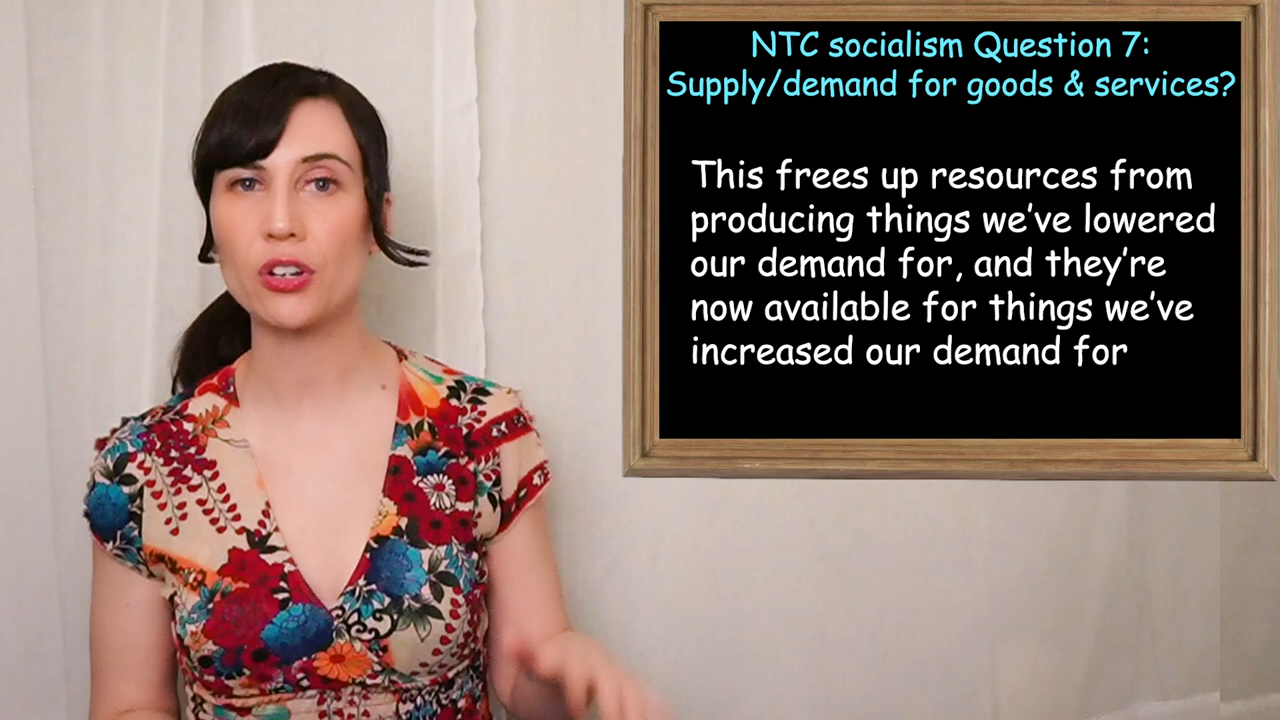 NTC socialism Question 7:
Supply/demand for goods & services?
This frees up resources from
producing things we've lowered
our demand for, and they're
now available for things we've
increased our demand for